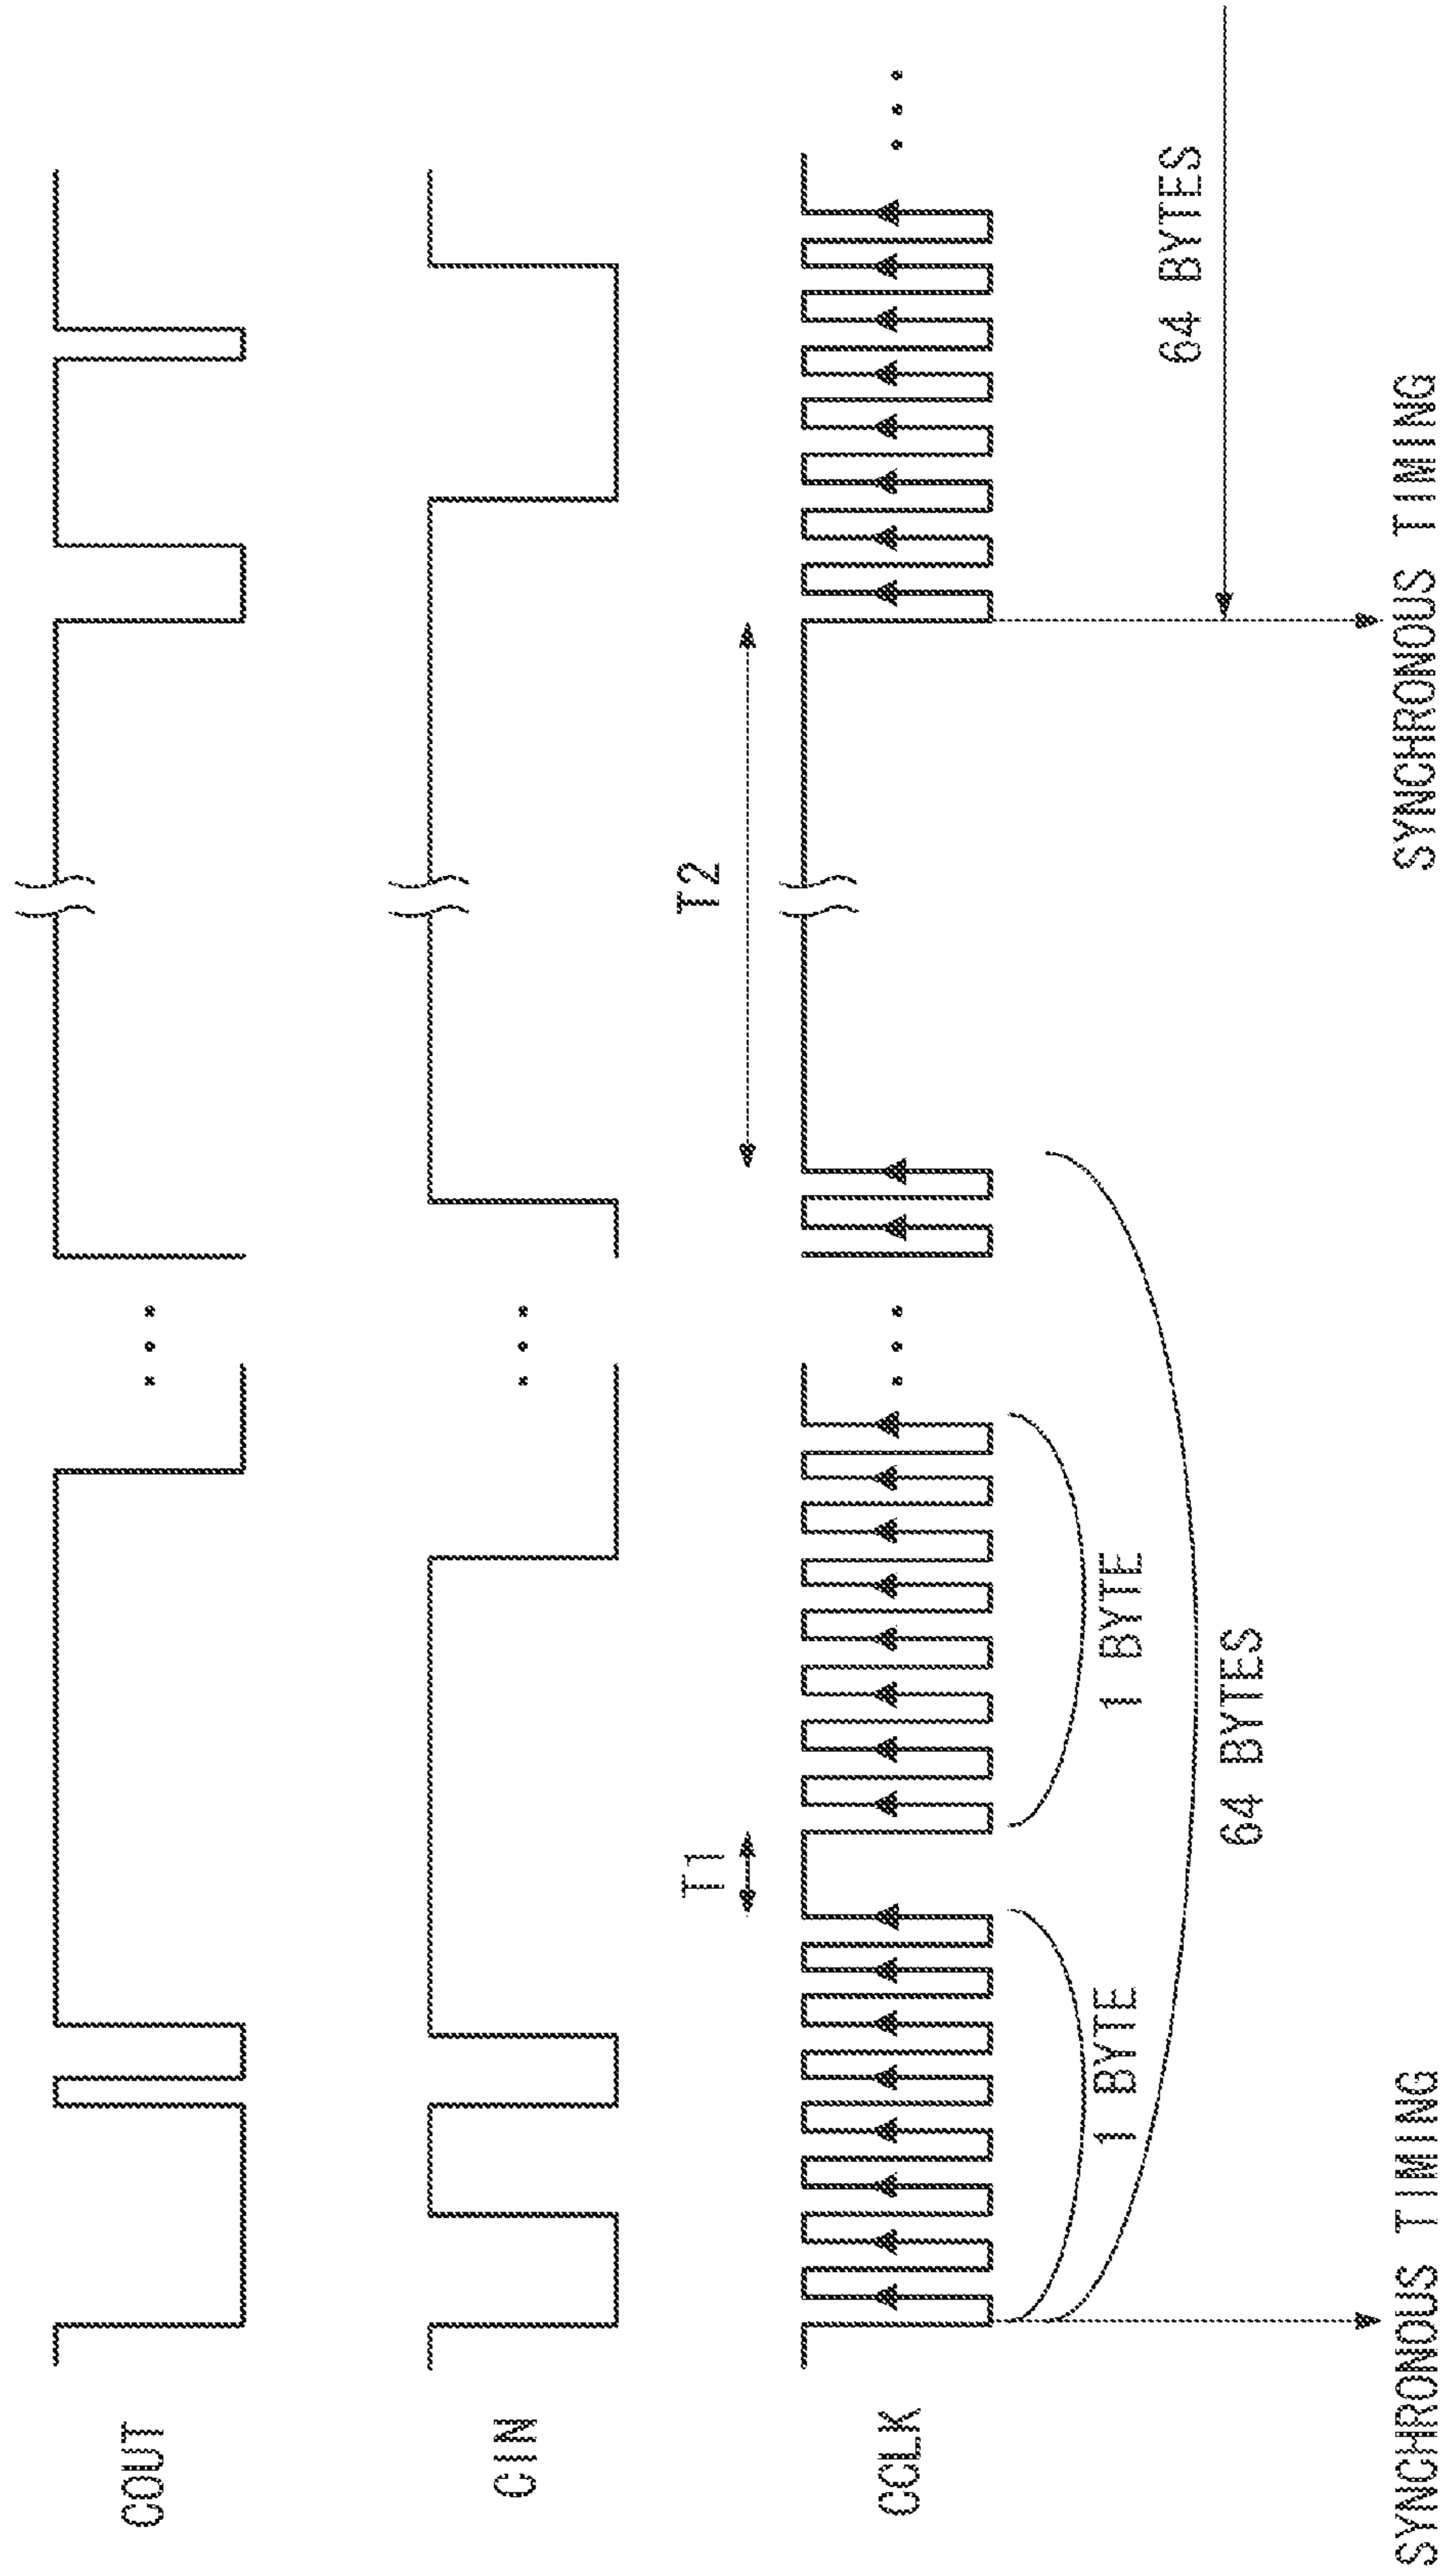 COUT
CIN
T1
T2
CCLK
1 BYTE
1 BYTE
64 BYTES
64 BYTES
SYNCHRONOUS TIMING
SYNCHRONOUS TIMING